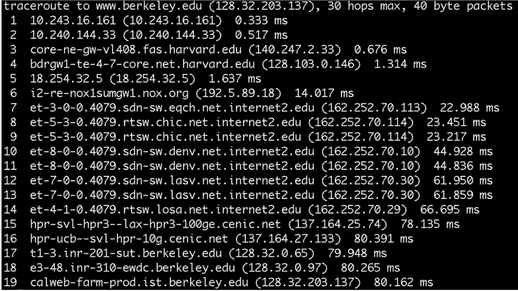 traceroute to www.berkeley.edu (128.32.203.137), 30 hops max, 40 byte packets
1 10.243.16.161 (10.243.16.161) 0.333 ms
2 10.240.144.33 (10.240.144.33) 0.517 ms
3 core-ne-gw-vl408.fas.harvard.edu (140.247.2.33) 0.676 ms
4 bdrgw1-te-4-7-core.net.harvard.edu (128.103.0.146) 1.314 ms
5 18.254.32.5 (18.254.32.5) 1.637 ms
6 i2-re-nox1sumgw1.nox.org (192.5.89.18) 14.017 ms
7 et-3-0-0.4079.sdn-sw.eqch.net.internet2.edu (162.252.70.113) 22.988 ms
8 et-5-3-0.4079.rtsw.chic.net.internet2.edu (162.252.70.114) 23.451 ms
9 et-5-3-0.4079.rtsw.chic.net.internet2.edu (162.252.70.114) 23.217 ms
10 et-8-0-0.4079.sdn-sw.denv.net.internet2.edu (162.252.70.10) 44.928 ms
11 et-8-0-0.4079.sdn-sw.denv.net.internet2.edu (162.252.70.10) 44.836 ms
12 et-7-0-0.4079.sdn-sw.lasv.net.internet2.edu (162.252.70.30) 61.950 ms
13 et-7-0-0.4079.sdn-sw.lasv.net.internet2.edu (162.252.70.30) 61.859 ms
14 et-4-1-0.4079.rtsw.losa.net.internet2.edu (162.252.70.29) 66.695 ms
15 hpr-svl-hpr3--lax-hpr3-100ge.cenic.net (137.164.25.74) 78.135 ms
16 hpr-ucb--svl-hpr-10g.cenic.net (137.164.27.133) 80.391 ms
17 t1-3.inr-201-sut.berkeley.edu (128.32.0.65) 79.948 ms
18 e3-48.inr-310-ewdc.berkeley.edu (128.32.0.97) 80.265 ms
19 calweb-farm-prod.ist.berkeley.edu (128.32.203.137) 80.162 ms